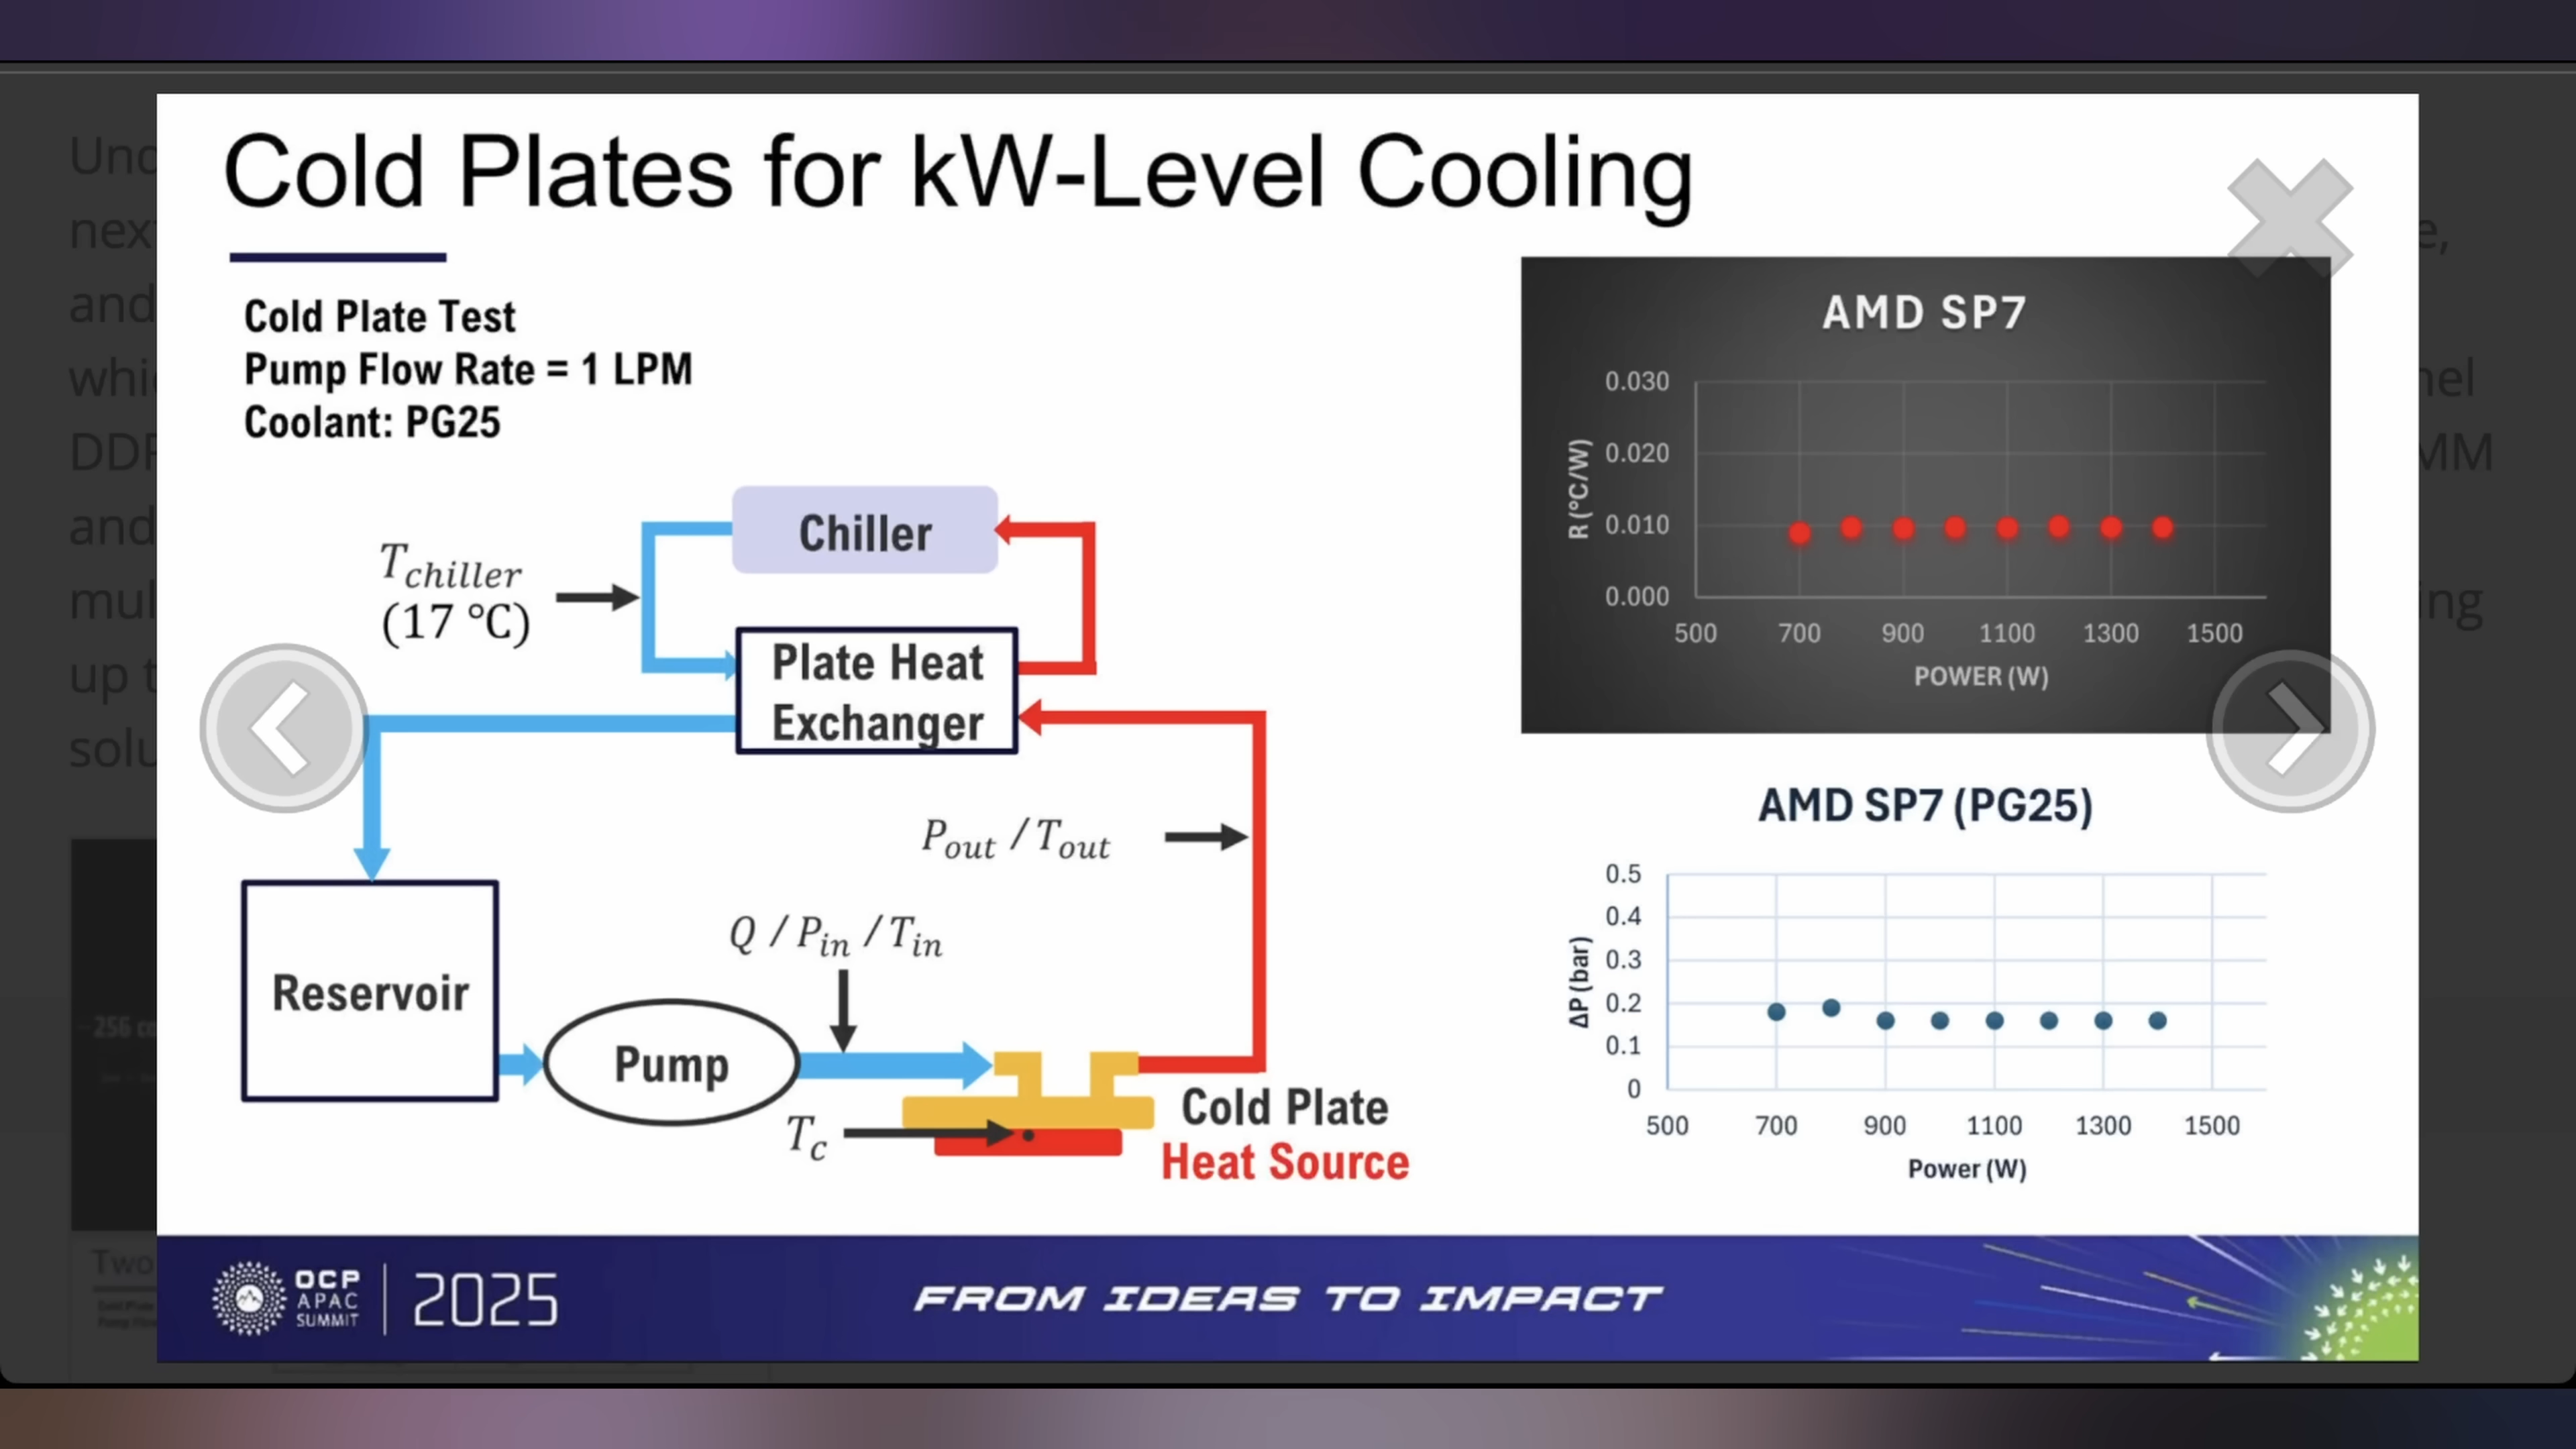 Cold Plates for kW-Level Cooling
Cold Plate Test
Pump Flow Rate = 1 LPM
Coolant: PG25
Chiller
T_chiller
(17 °C)
Plate Heat
Exchanger
P_out / T_out
Q / P_in / T_in
Reservoir
Pump
T_c
Cold Plate
Heat Source
AMD SP7
R (°C/W)
0.030
0.020
0.010
0.000
500 700 900 1100 1300 1500
POWER (W)
AMD SP7 (PG25)
ΔP (bar)
0.5
0.4
0.3
0.2
0.1
0
500 700 900 1100 1300 1500
Power (W)
OCP
APAC
SUMMIT
2025
FROM IDEAS TO IMPACT
and
up
Two